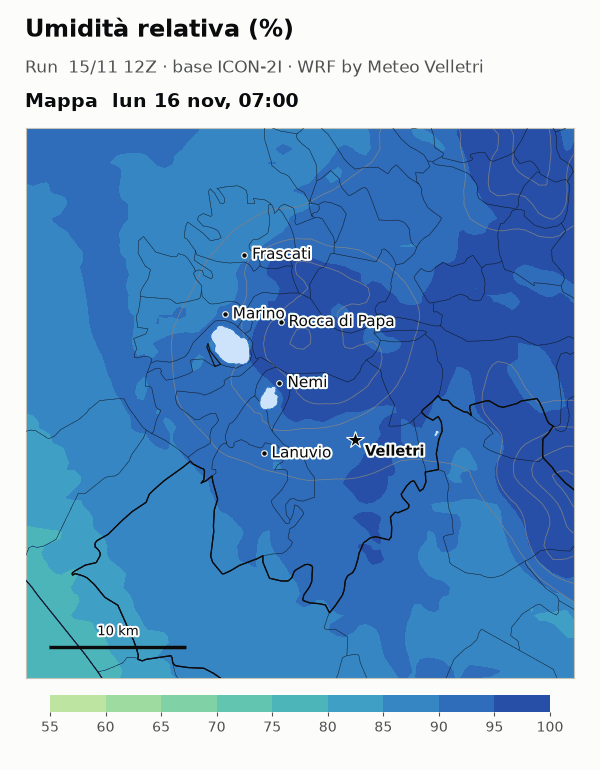 Umidità relativa (%)
Run 15/11 12Z · base ICON-2I · WRF by Meteo Velletri
Mappa lun 16 nov, 07:00
Frascati
Marino
Rocca di Papa
Nemi
Velletri
Lanuvio
10 km
55 60 65 70 75 80 85 90 95 100